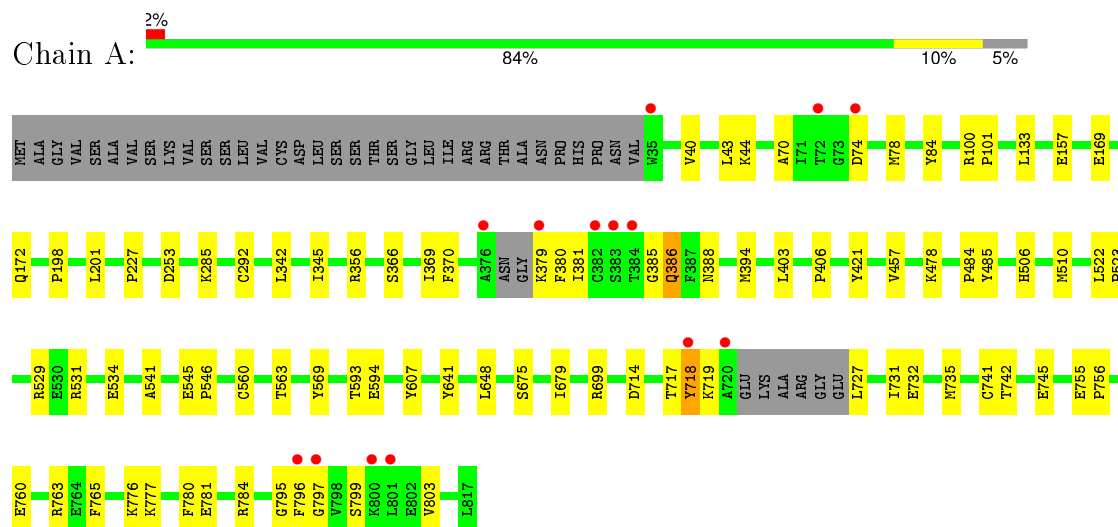 2%
Chain A:
84% 10% 5%
MET ALA GLY VAL SER ALA VAL SER LYS VAL SER SER LEU VAL CYS ASP LEU SER SER THR SER GLY LEU ILE ARG ARG THR ALA ASN PRO HIS PRO ASN VAL W35 V40 L43 K44 A70 I71 T72 G73 D74 M78 Y84 R100 P101 L133 E157 E169
Q172 P198 L201 P227 D253 K285 C292 L342 I345 R356 S366 I369 F370 A376 ASN GLY K379 F380 I381 C382 S383 T384 G385 Q386 F387 N388 M394 L403 P406 Y421 V457 K478 P484 Y485 H506 M510 L522 P523
R529 E530 R531 E534 A541 E545 P546 C560 T563 Y569 T593 E594 Y607 Y641 L648 S675 I679 R699 D714 T717 Y718 K719 A720 GLU LYS ALA ARG GLY GLU L727 I731 E732 M735 C741 T742 E745 E755 P756
E760 R763 E764 F765 K776 K777 F780 E781 R784 G795 F796 G797 V798 S799 K800 L801 E802 V803 L817